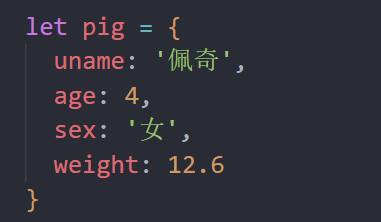 let pig = {
  uname: '佩奇',
  age: 4,
  sex: '女',
  weight: 12.6
}